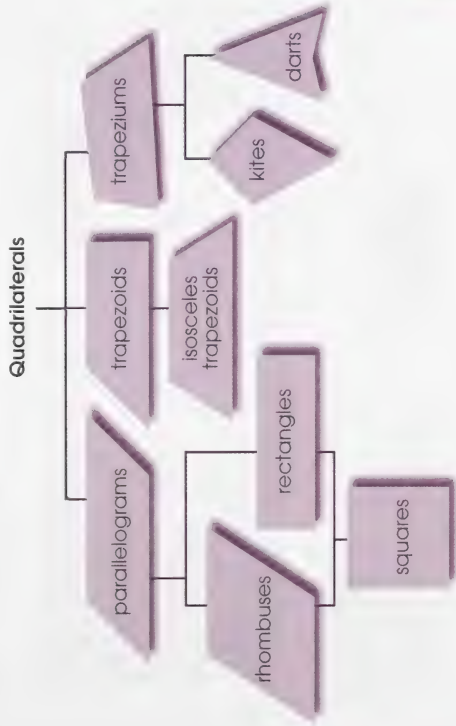 Quadrilaterals
parallelograms
trapezoids
trapeziums
rhombuses
rectangles
isosceles
trapezoids
kites
darts
squares